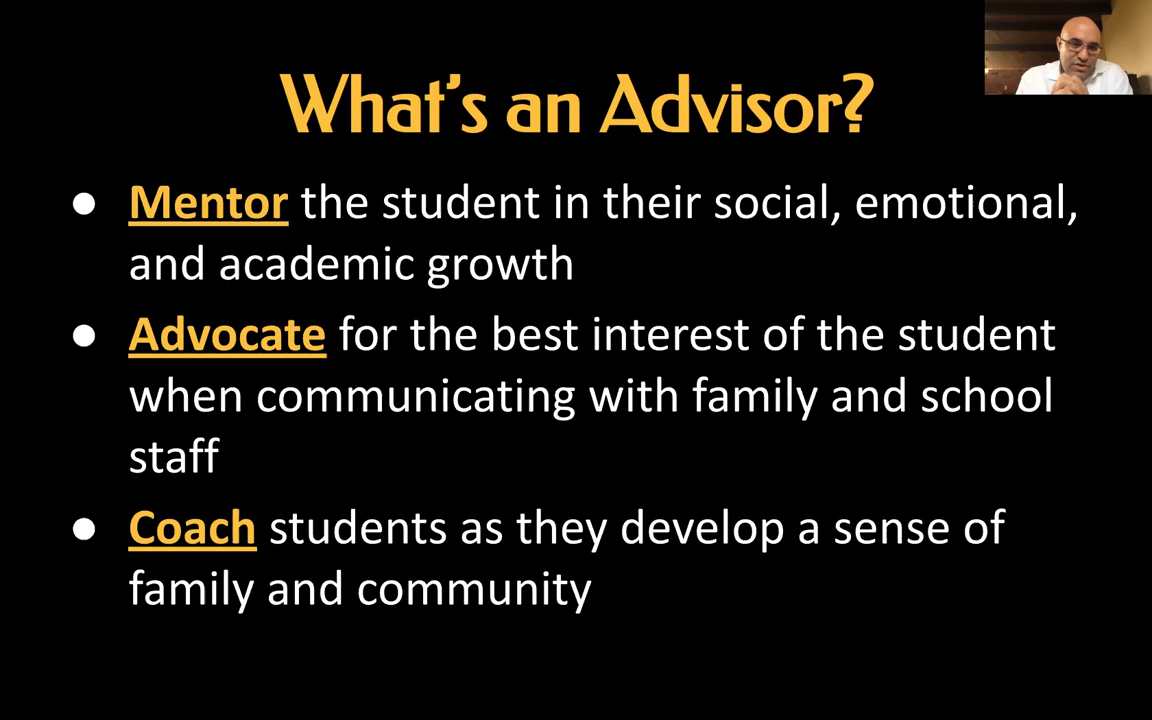 What's an Advisor?
● Mentor the student in their social, emotional,
and academic growth
● Advocate for the best interest of the student
when communicating with family and school
staff
● Coach students as they develop a sense of
family and community